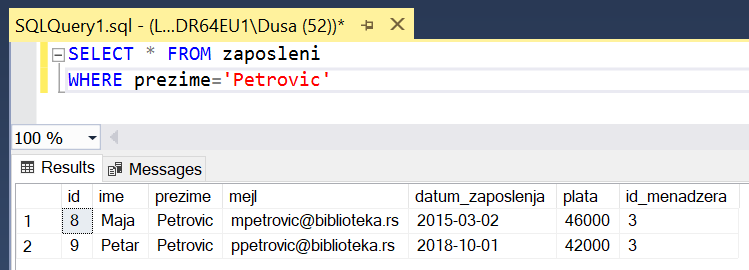 SQLQuery1.sql - (L...DR64EU1\Dusa (52))*
SELECT * FROM zaposleni
WHERE prezime='Petrovic'
100 %
Results Messages
id ime prezime mejl datum_zaposlenja plata id_menadzera
1 8 Maja Petrovic mpetrovic@biblioteka.rs 2015-03-02 46000 3
2 9 Petar Petrovic ppetrovic@biblioteka.rs 2018-10-01 42000 3